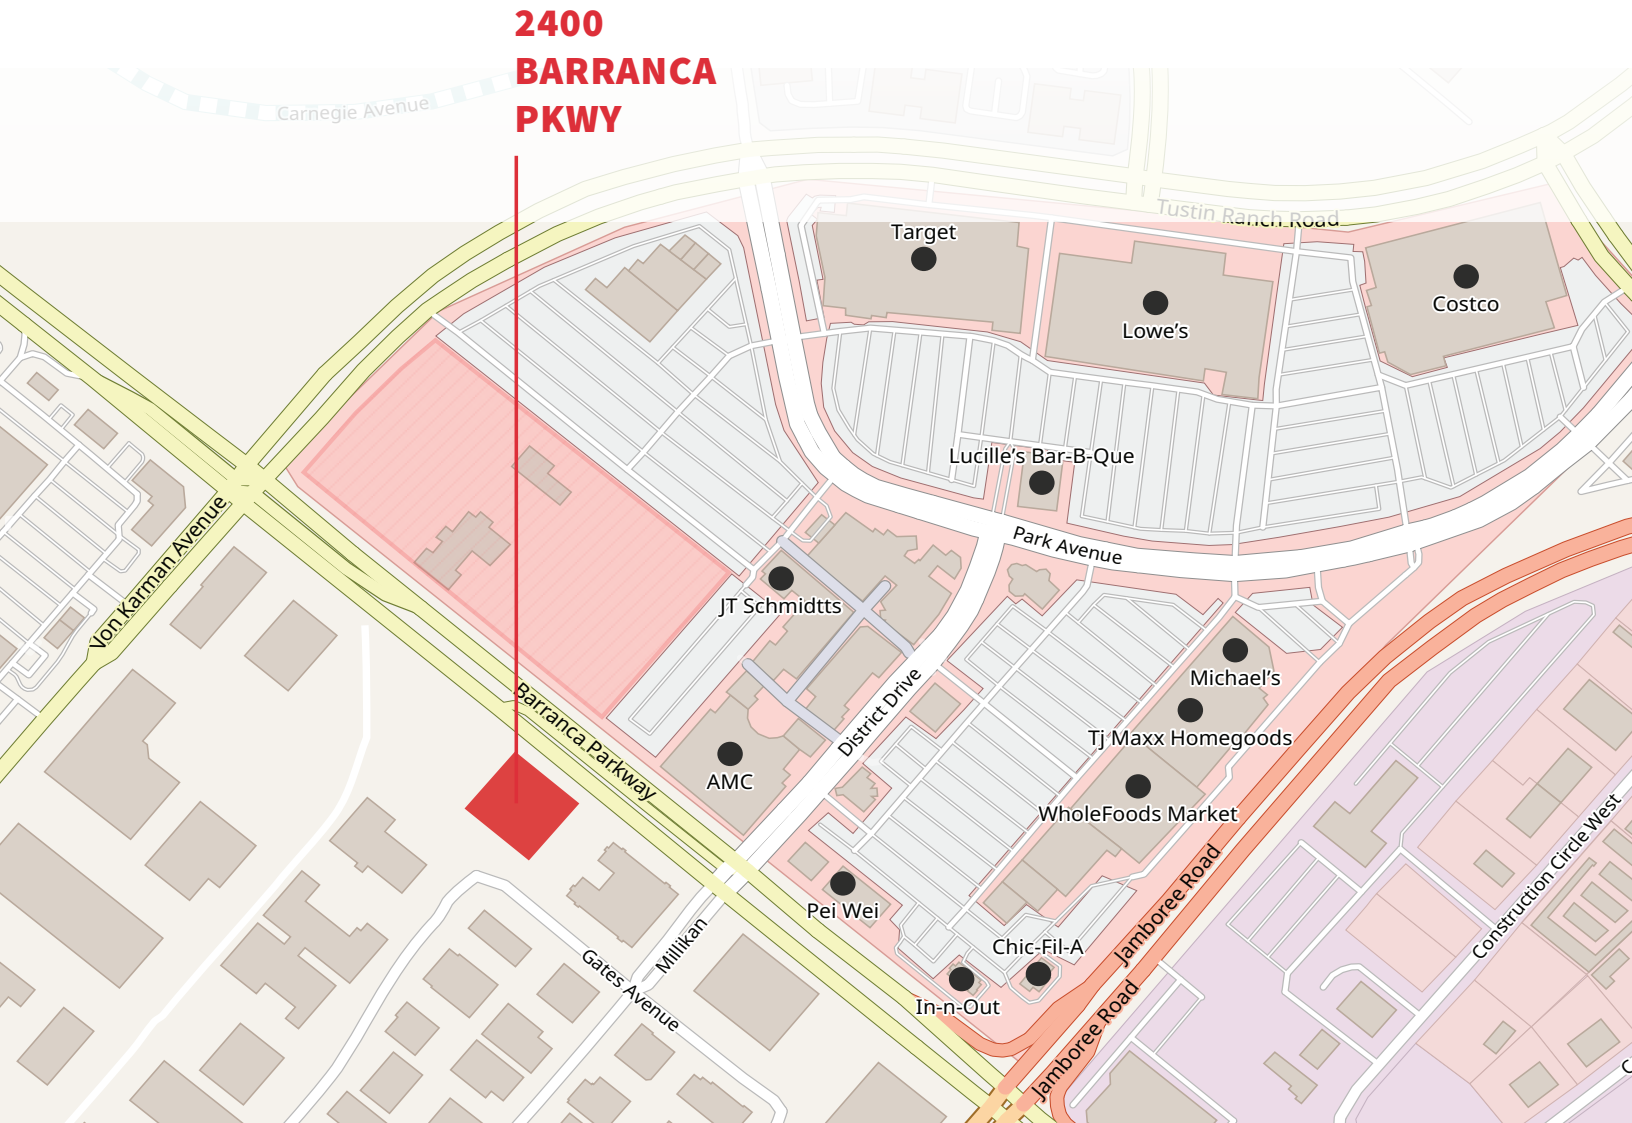 2400
BARRANCA
PKWY
Carnegie Avenue
Tustin Ranch Road
Target
Lowe's
Costco
Lucille's Bar-B-Que
Park Avenue
Von Karman Avenue
JT Schmidtts
Michael's
District Drive
Barranca Parkway
Tj Maxx Homegoods
AMC
WholeFoods Market
Construction Circle West
Jamboree Road
Pei Wei
Millikan
Chic-Fil-A
Gates Avenue
In-n-Out
Jamboree Road
C